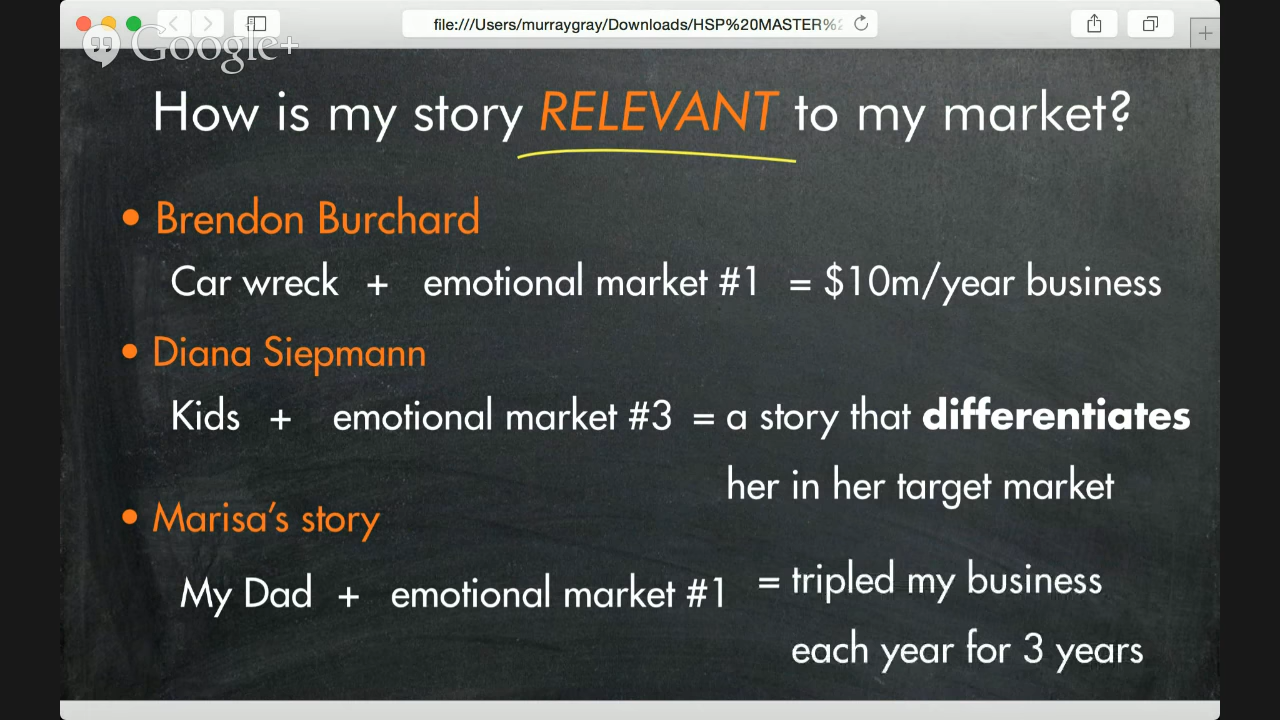 file:///Users/murraygray/Downloads/HSP%20MASTER%2
Google+
How is my story RELEVANT to my market?
• Brendon Burchard
Car wreck + emotional market #1 = $10m/year business
• Diana Siepmann
Kids + emotional market #3 = a story that differentiates
her in her target market
• Marisa's story
My Dad + emotional market #1 = tripled my business
each year for 3 years